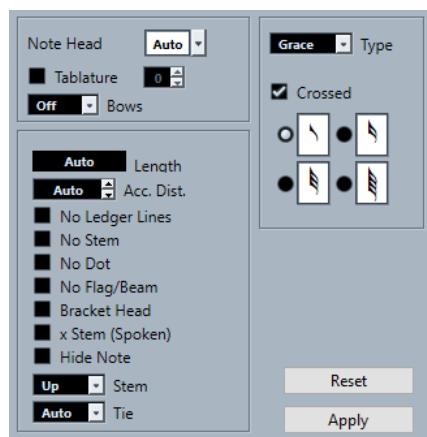 Note Head Auto
Tablature 0
Off Bows
Auto Length
Auto Acc. Dist.
No Ledger Lines
No Stem
No Dot
No Flag/Beam
Bracket Head
x Stem (Spoken)
Hide Note
Up Stem
Auto Tie
Grace Type
Crossed
Reset
Apply